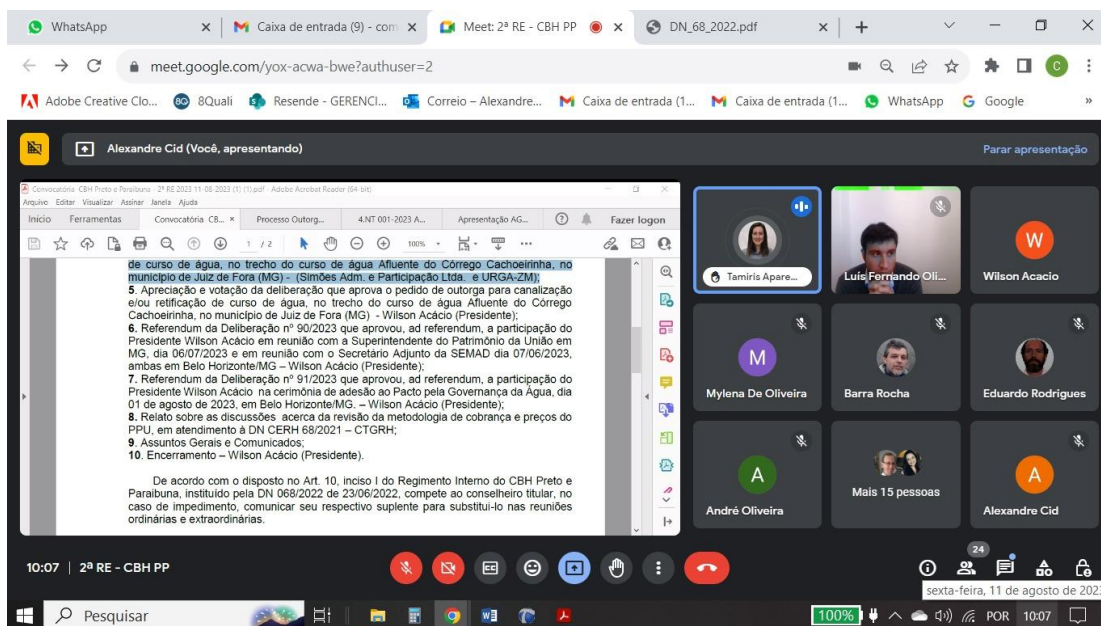 WhatsApp
Caixa de entrada (9) - com
Meet: 2ª RE - CBH PP
DN_68_2022.pdf
meet.google.com/yox-acwa-bwe?authuser=2
C
Adobe Creative Clo...
8Quali
Resende - GERENCI...
Correio – Alexandre...
Caixa de entrada (1...
Caixa de entrada (1...
WhatsApp
Google
»
Alexandre Cid (Você, apresentando)
Parar apresentação
Convocatória CBH Preto e Paraibuna - 2ª RE 2023 11-08-2023 (1) (1).pdf - Adobe Acrobat Reader (64-bit)
Arquivo Editar Visualizar Assinar Janela Ajuda
Início
Ferramentas
Convocatória CB... ×
Processo Outorg...
4.NT 001-2023 A...
Apresentação AG...
Fazer logon
1 / 2
100%
de curso de água, no trecho do curso de água Afluente do Córrego Cachoeirinha, no
município de Juiz de Fora (MG) - (Simões Adm. e Participação Ltda. e URGA-ZM);
5. Apreciação e votação da deliberação que aprova o pedido de outorga para canalização
e/ou retificação de curso de água, no trecho do curso de água Afluente do Córrego
Cachoeirinha, no município de Juiz de Fora (MG) - Wilson Acácio (Presidente);
6. Referendum da Deliberação nº 90/2023 que aprovou, ad referendum, a participação do
Presidente Wilson Acácio em reunião com a Superintendente do Patrimônio da União em
MG, dia 06/07/2023 e em reunião com o Secretário Adjunto da SEMAD dia 07/06/2023,
ambas em Belo Horizonte/MG – Wilson Acácio (Presidente);
7. Referendum da Deliberação nº 91/2023 que aprovou, ad referendum, a participação do
Presidente Wilson Acácio na cerimônia de adesão ao Pacto pela Governança da Água, dia
01 de agosto de 2023, em Belo Horizonte/MG. – Wilson Acácio (Presidente);
8. Relato sobre as discussões acerca da revisão da metodologia de cobrança e preços do
PPU, em atendimento à DN CERH 68/2021 – CTGRH;
9. Assuntos Gerais e Comunicados;
10. Encerramento – Wilson Acácio (Presidente).
De acordo com o disposto no Art. 10, inciso I do Regimento Interno do CBH Preto e
Paraibuna, instituído pela DN 068/2022 de 23/06/2022, compete ao conselheiro titular, no
caso de impedimento, comunicar seu respectivo suplente para substituí-lo nas reuniões
ordinárias e extraordinárias.
Tamiris Apare...
Luís Fernando Oli...
W
Wilson Acacio
M
Mylena De Oliveira
Barra Rocha
Eduardo Rodrigues
A
André Oliveira
Mais 15 pessoas
A
Alexandre Cid
10:07 | 2ª RE - CBH PP
24
sexta-feira, 11 de agosto de 202
Pesquisar
100%
POR
10:07